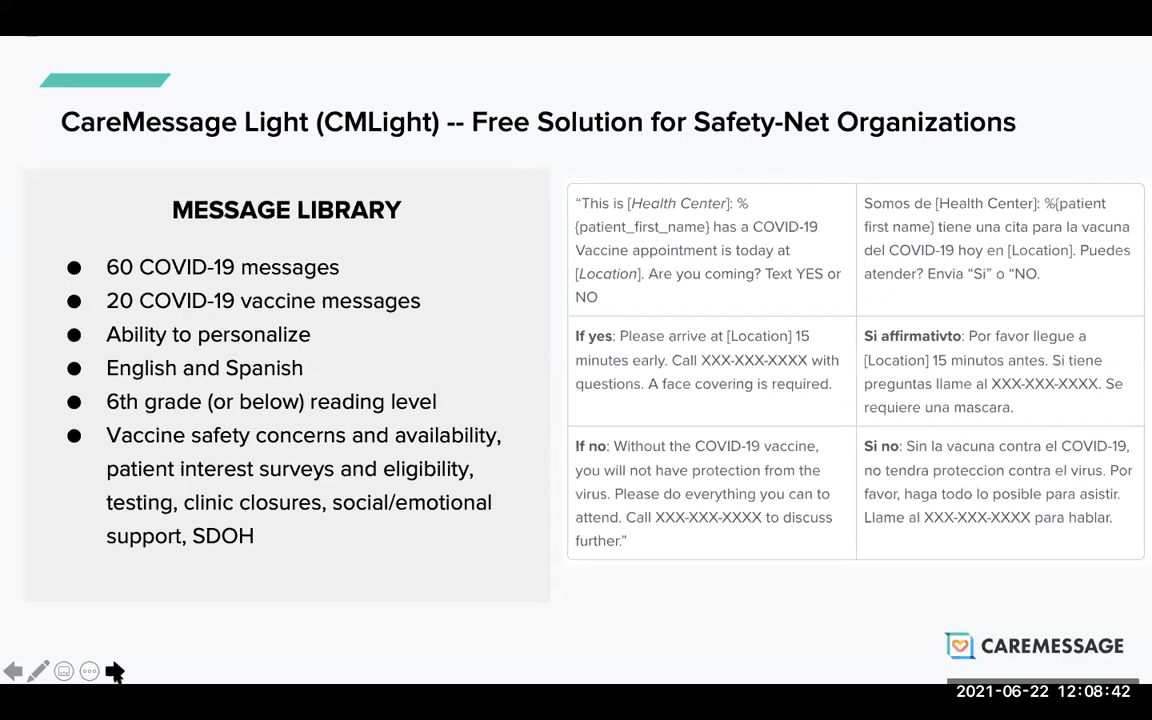 CareMessage Light (CMLight) -- Free Solution for Safety-Net Organizations
MESSAGE LIBRARY
● 60 COVID-19 messages
● 20 COVID-19 vaccine messages
● Ability to personalize
● English and Spanish
● 6th grade (or below) reading level
● Vaccine safety concerns and availability,
patient interest surveys and eligibility,
testing, clinic closures, social/emotional
support, SDOH
“This is [Health Center]: %
{patient_first_name} has a COVID-19
Vaccine appointment is today at
[Location]. Are you coming? Text YES or
NO
Somos de [Health Center]: %{patient
first name} tiene una cita para la vacuna
del COVID-19 hoy en [Location]. Puedes
atender? Envia “Si” o “NO.
If yes: Please arrive at [Location] 15
minutes early. Call XXX-XXX-XXXX with
questions. A face covering is required.
Si affirmativto: Por favor llegue a
[Location] 15 minutos antes. Si tiene
preguntas llame al XXX-XXX-XXXX. Se
requiere una mascara.
If no: Without the COVID-19 vaccine,
you will not have protection from the
virus. Please do everything you can to
attend. Call XXX-XXX-XXXX to discuss
further.”
Si no: Sin la vacuna contra el COVID-19,
no tendra proteccion contra el virus. Por
favor, haga todo lo posible para asistir.
Llame al XXX-XXX-XXXX para hablar.
CAREMESSAGE
2021-06-22 12:08:42